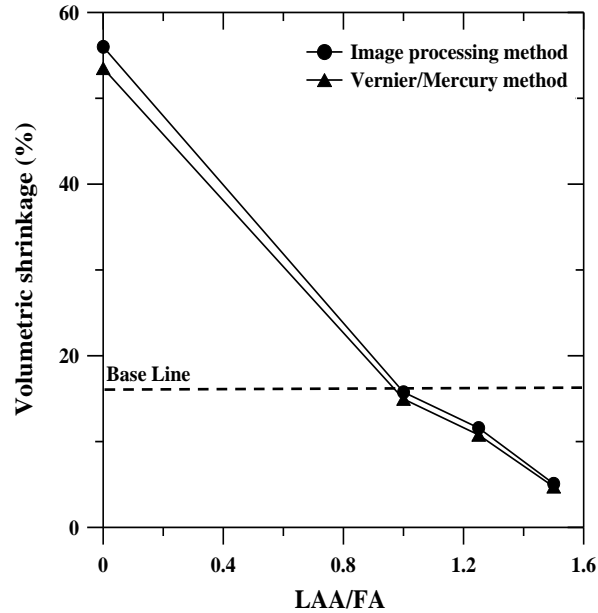 60
Image processing method
Vernier/Mercury method
40
Volumetric shrinkage (%)
20
Base Line
0
0 0.4 0.8 1.2 1.6
LAA/FA